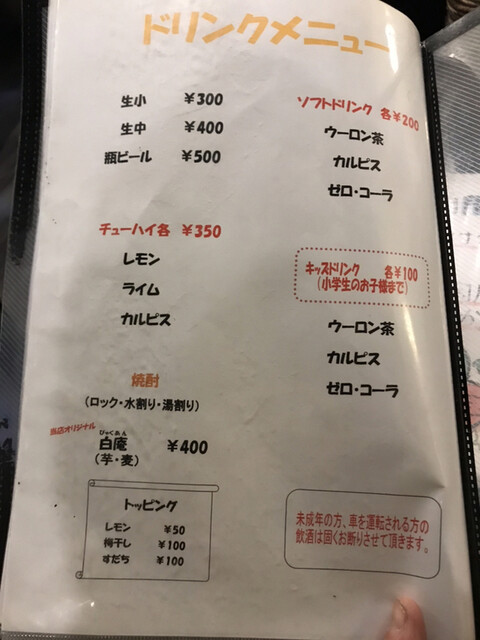 ドリンクメニュー
生小 ￥300
生中 ￥400
瓶ビール ￥500
チューハイ各 ￥350
レモン
ライム
カルピス
焼酎
(ロック・水割り・湯割り)
当店オリジナル
びゃくあん
白庵 ￥400
(芋・麦)
トッピング
レモン ￥50
梅干し ￥100
すだち ￥100
ソフトドリンク 各￥200
ウーロン茶
カルピス
ゼロ・コーラ
キッズドリンク 各￥100
(小学生のお子様まで)
ウーロン茶
カルピス
ゼロ・コーラ
未成年の方、車を運転される方の
飲酒は固くお断りさせて頂きます。